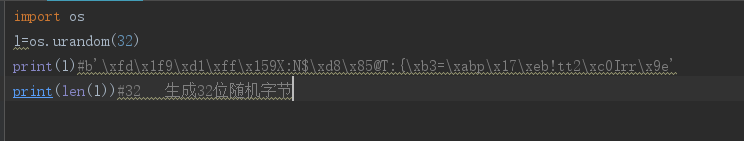 import os
l=os.urandom(32)
print(l)#b'\xfd\x1f9\xd1\xff\x159X:N$\xd8\x85@T:{\xb3=\xabp\x17\xeb!tt2\xc0Irr\x9e'
print(len(l))#32   生成32位随机字节